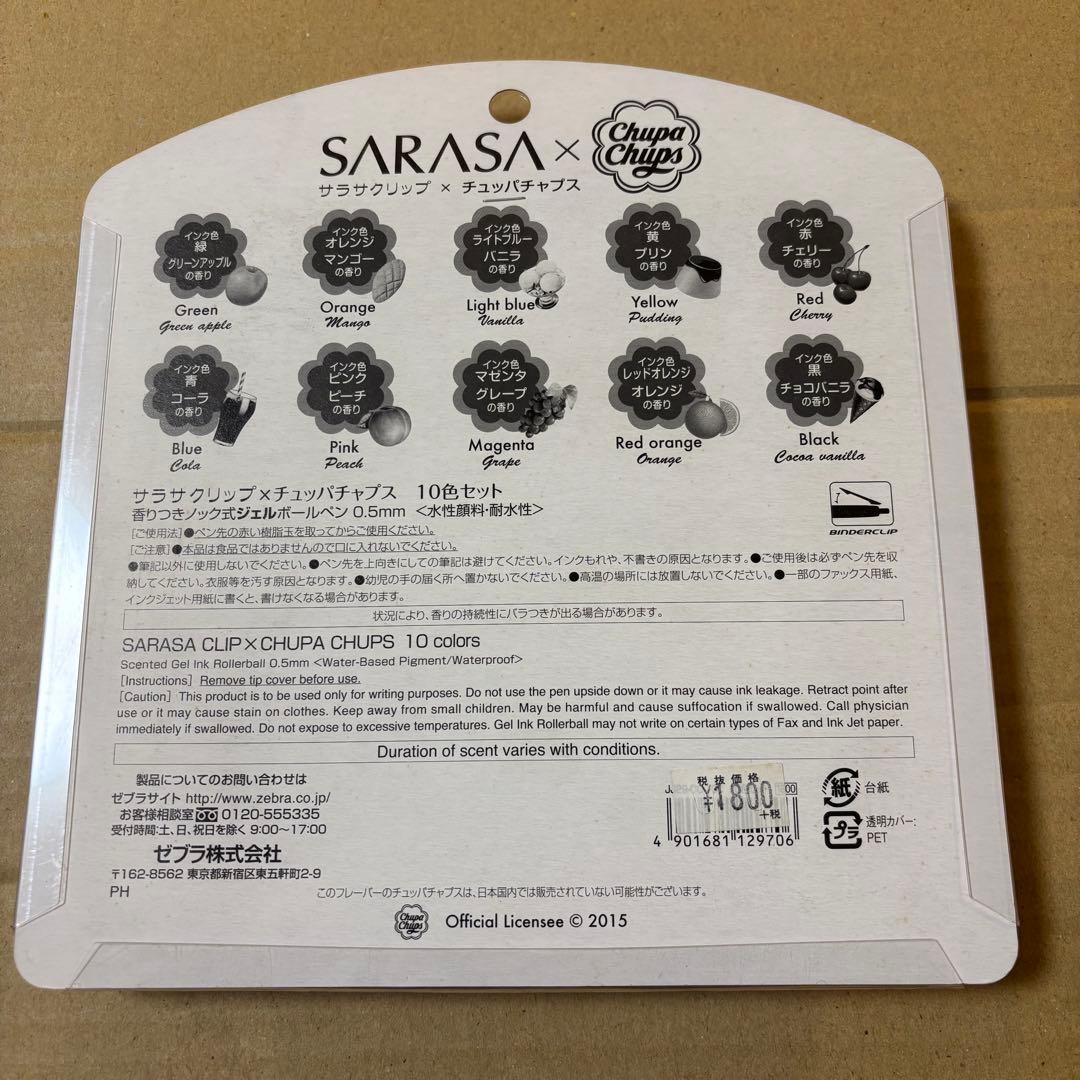 SARASA × Chupa Chups
サラサクリップ × チュッパチャプス
インク色
緑
グリーンアップル
の香り
Green
Green apple
インク色
オレンジ
マンゴー
の香り
Orange
Mango
インク色
ライトブルー
バニラ
の香り
Light blue
Vanilla
インク色
黄
プリン
の香り
Yellow
Pudding
インク色
赤
チェリー
の香り
Red
Cherry
インク色
青
コーラ
の香り
Blue
Cola
インク色
ピンク
ピーチ
の香り
Pink
Peach
インク色
マゼンタ
グレープ
の香り
Magenta
Grape
インク色
レッドオレンジ
オレンジ
の香り
Red orange
Orange
インク色
黒
チョコバニラ
の香り
Black
Cocoa vanilla
サラサクリップ×チュッパチャプス 10色セット
香りつきノック式ジェルボールペン 0.5mm <水性顔料・耐水性>
[ご使用法]●ペン先の赤い樹脂玉を取ってからご使用ください。
[ご注意]●本品は食品ではありませんので口に入れないでください。
●筆記以外に使用しないでください。●ペン先を上向きにしての筆記は避けてください。インクもれや、不書きの原因となります。●ご使用後は必ずペン先を収
納してください。衣服等を汚す原因となります。●幼児の手の届く所へ置かないでください。●高温の場所には放置しないでください。●一部のファックス用紙、
インクジェット用紙に書くと、書けなくなる場合があります。
BINDERCLIP
状況により、香りの持続性にバラつきが出る場合があります。
SARASA CLIP×CHUPA CHUPS 10 colors
Scented Gel Ink Rollerball 0.5mm <Water-Based Pigment/Waterproof>
[Instructions] Remove tip cover before use.
[Caution] This product is to be used only for writing purposes. Do not use the pen upside down or it may cause ink leakage. Retract point after
use or it may cause stain on clothes. Keep away from small children. May be harmful and cause suffocation if swallowed. Call physician
immediately if swallowed. Do not expose to excessive temperatures. Gel Ink Rollerball may not write on certain types of Fax and Ink Jet paper.
Duration of scent varies with conditions.
製品についてのお問い合わせは
ゼブラサイト http://www.zebra.co.jp/
お客様相談室 0120-555335
受付時間:土、日、祝日を除く 9:00〜17:00
ゼブラ株式会社
〒162-8562 東京都新宿区東五軒町2-9
PH
税抜価格
¥1800
+税
4 901681 129706
紙 台紙
プラ 透明カバー:
PET
このフレーバーのチュッパチャプスは、日本国内では販売されていない可能性がございます。
Chupa Chups Official Licensee © 2015